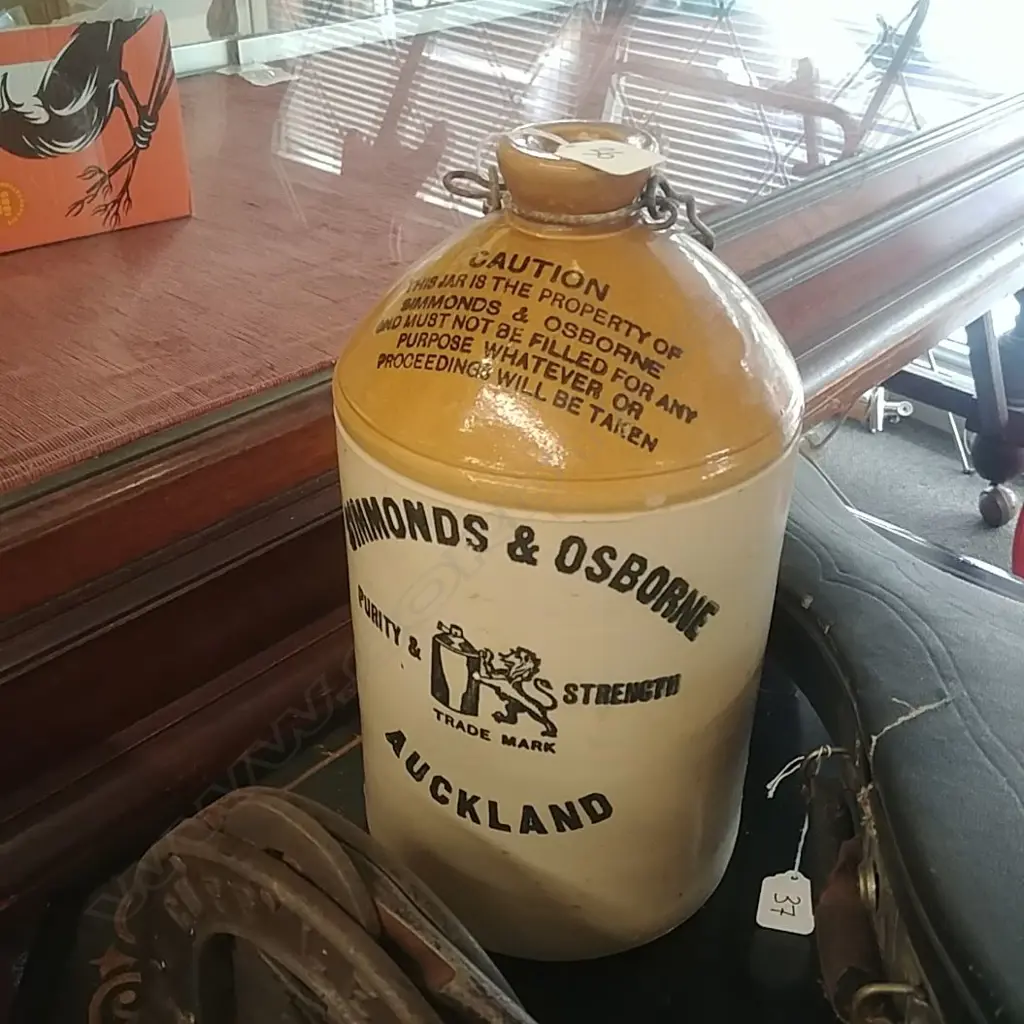 CAUTION
THIS JAR IS THE PROPERTY OF
SIMMONDS & OSBORNE
AND MUST NOT BE FILLED FOR ANY
PURPOSE WHATEVER OR
PROCEEDINGS WILL BE TAKEN
SIMMONDS & OSBORNE
PURITY & STRENGTH
TRADE MARK
AUCKLAND
37